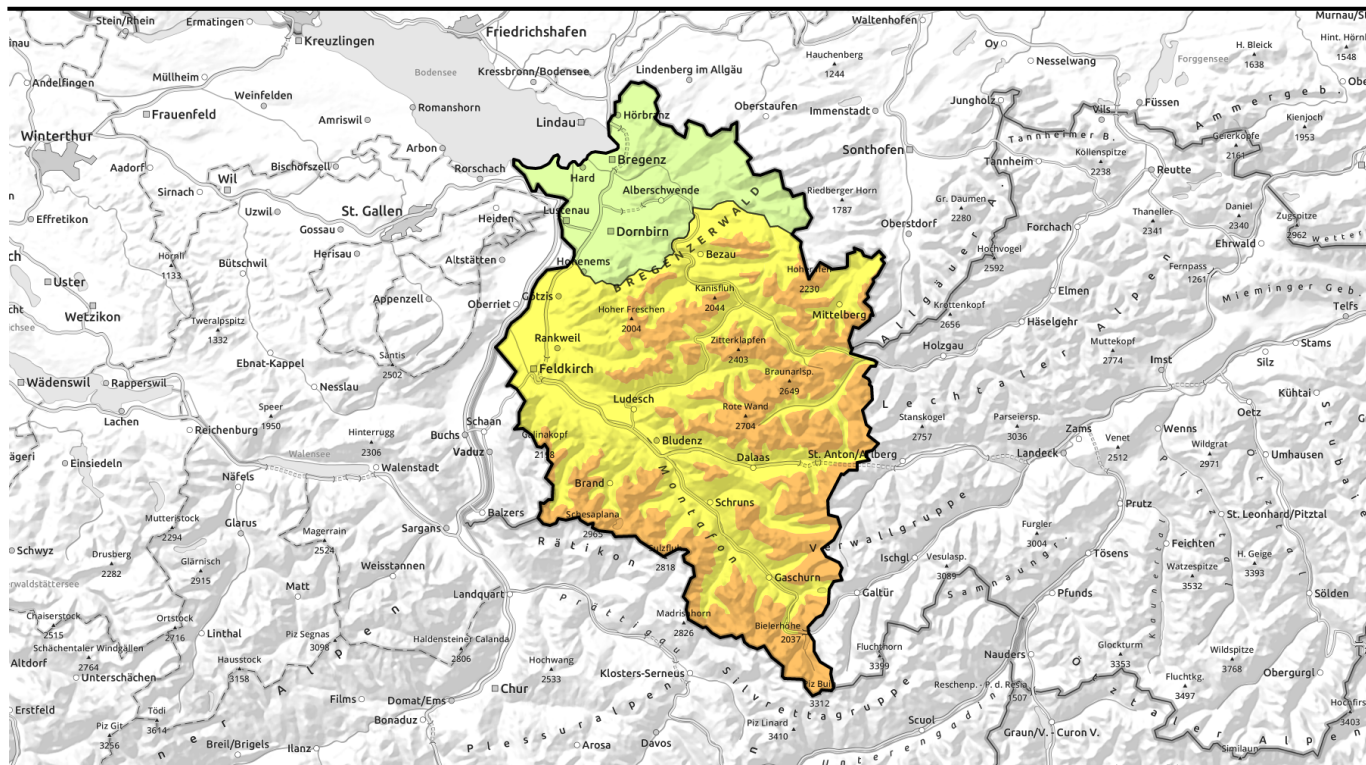 Stein/Rhein
Ermatingen
Kreuzlingen
Friedrichshafen
Waltenhofen
Hauchenberg
1244
Oy
Nesselwang
H. Bleick
1638
Hint. Hörnl
1548
Andelfingen
Müllheim
Weinfelden
Bodensee
Kressbronn/Bodensee
Lindenberg im Allgäu
Forggensee
Frauenfeld
Romanshorn
Amriswil
Lindau
Hörbranz
Oberstaufen
Immenstadt
Jungholz
Vils
Füssen
Ammergeb.
Kienjoch
1953
Winterthur
Aadorf
Bischofszell
Arbon
Rorschach
Bregenz
Sonthofen
Tannheimer B.
Tannheim
Köllenspitze
2238
Geierköpfe
2161
Reutte
Wil
Sirnach
Uzwil
St. Gallen
Heiden
Hard
Alberschwende
Lustenau
Riedberger Horn
1787
Gr. Daumen
2280
Thaneller
2341
Daniel
2340
Zugspitze
2962
Wetter
Effretikon
Gossau
Herisau
Dornbirn
BREGENZERWALD
Oberstdorf
Forchach
Ehrwald
Hörnli
1133
Bütschwil
Altstätten
Hohenems
Bezau
Hochvogel
2592
Allgäuer A.
Fernpass
1261
Uster
Wetzikon
Appenzell
Oberriet
Götzis
Kanisfluh
2044
Hoher Freschen
2004
2230
Mittelberg
Krottenkopf
2656
Elmen
Mieminger Geb.
Telfs
Tweralpspitz
1332
Rankweil
Zitterklapfen
2403
Häselgehr
Holzgau
Muttekopf
2774
Imst
Stams
Silz
Ebnat-Kappel
Säntis
2502
Feldkirch
Braunarlsp.
2649
Lechtaler Alpen
Kühtai
Wädenswil
Rapperswil
Lachen
Nesslau
Speer
1950
Ludesch
Rote Wand
2704
Stanskogel
2757
Parseiersp.
3036
Oetz
Reichenburg
Hinterrugg
2306
Schaan
Buchs
Vaduz
Galinakopf
2198
Bludenz
Dalaas
St. Anton/Arlberg
Zams
Landeck
Venet
2512
Wenns
Wildgrat
2971
Umhausen
Einsiedeln
Walensee
Walenstadt
Näfels
Brand
Montafon
Schruns
Prutz
Mutteristock
2294
Glarus
Magerrain
2524
Sargans
Balzers
Schesaplana
2965
Rätikon
Sulzfluh
2818
Verwallgruppe
Furgler
3004
St. Leonhard/Pitztal
Schwyz
Drusberg
2282
Glärnisch
2915
Weisstannen
Matt
Landquart
Gaschurn
Ischgl
Vesulasp.
3089
Samnaungr.
Tösens
Feichten
Watzespitze
3532
H. Geige
3393
Galtür
Pfunds
Sölden
Chaiserstock
2515
Ortstock
2716
Linthal
Piz Segnas
3098
Haldensteiner Calanda
2806
Prätigau
Madrisahorn
2826
Bielerhöhe
2037
Schächentaler Windgällen
2764
Altdorf
Unterschächen
Hausstock
3158
Hochwang
2533
Klosters-Serneus
Silvrettagruppe
Fluchthorn
3399
Nauders
Glockturm
3353
Wildspitze
3768
Obergurgl
Films
Domat/Ems
Chur
3312
Reschenp. - P. d. Resia
1507
Fluchtkg.
3497
Erstfeld
Piz Git
3256
Tödi
3614
Bonaduz
Plessuralpen
Piz Linard
3410
Scuol
Unterengadin
Graun/V. - Curon V.
Ötztaler Alpen
3403
Breil/Brigels
Ilanz
Arosa
Davos
Similaun